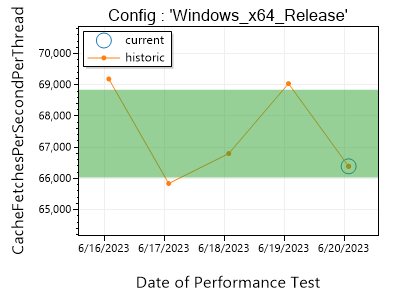 Config : 'Windows_x64_Release'
CacheFetchesPerSecondPerThread
current
historic
70,000
69,000
68,000
67,000
66,000
65,000
6/16/2023 6/17/2023 6/18/2023 6/19/2023 6/20/2023
Date of Performance Test